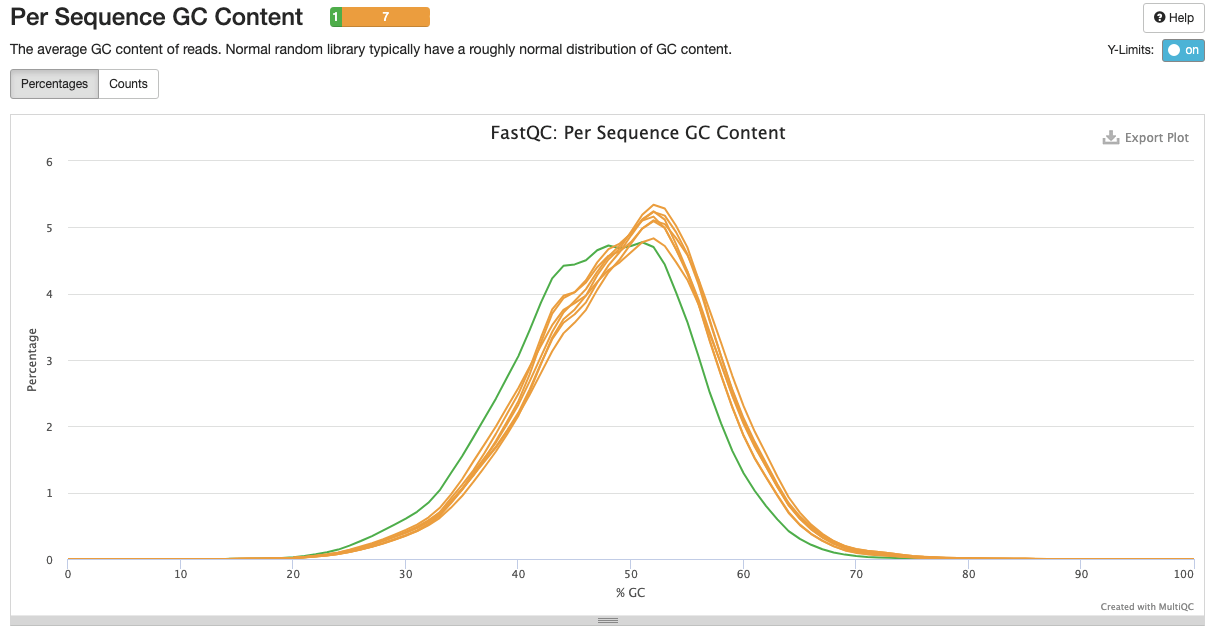 Per Sequence GC Content 1 7
Help
The average GC content of reads. Normal random library typically have a roughly normal distribution of GC content.
Y-Limits: on
Percentages Counts
FastQC: Per Sequence GC Content
Export Plot
6
5
4
3
2
1
0
Percentage
0 10 20 30 40 50 60 70 80 90 100
% GC
Created with MultiQC